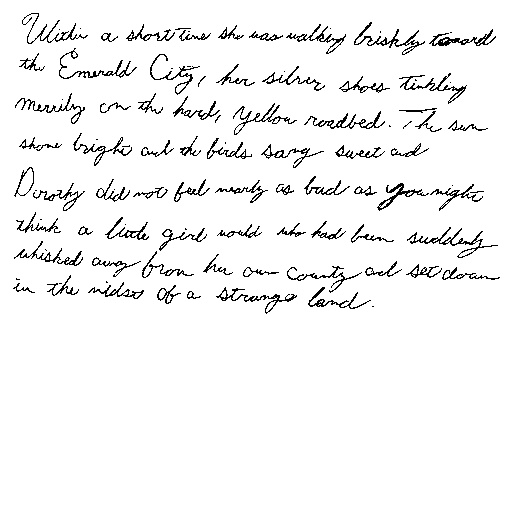 Within a short time she was walking briskly toward
the Emerald City, her silver shoes tinkling
merrily on the hard, yellow roadbed. The sun
shone bright and the birds sang sweet and
Dorothy did not feel nearly as bad as you might
think a little girl would who had been suddenly
whisked away from her own country and set down
in the midst of a strange land.